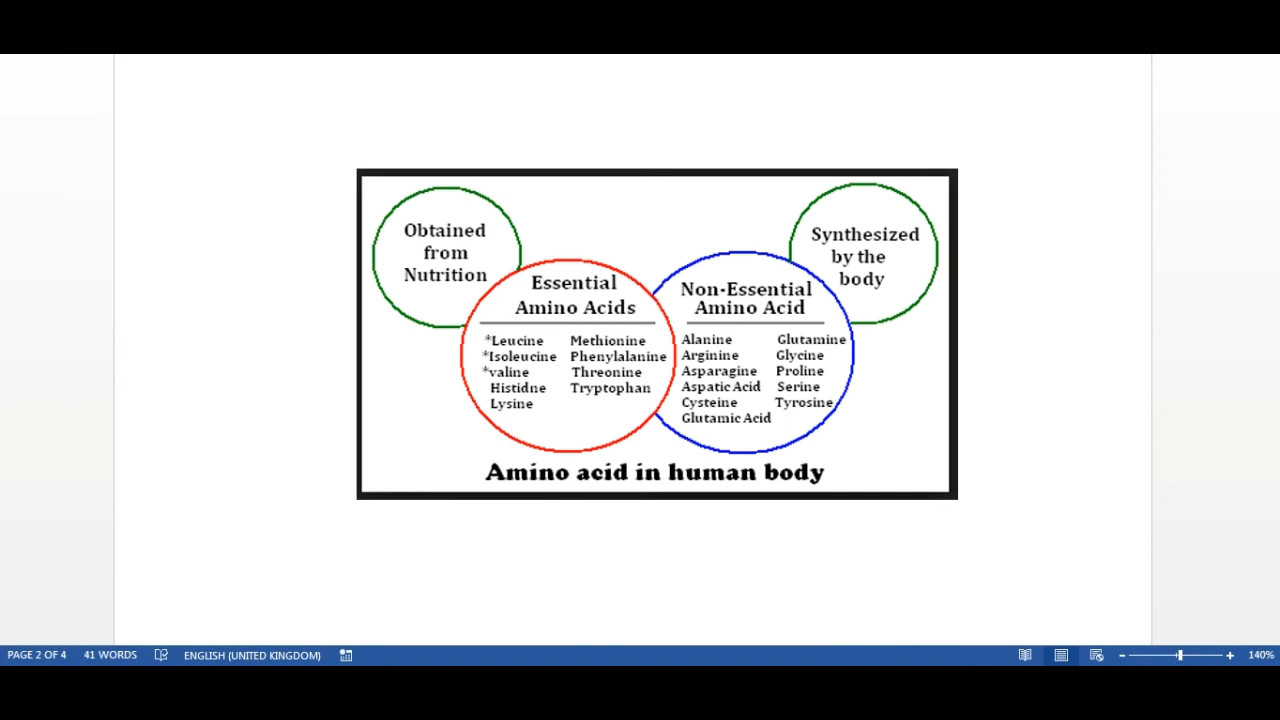 Obtained
from
Nutrition
Synthesized
by the
body
Essential
Amino Acids
*Leucine Methionine
*Isoleucine Phenylalanine
*valine Threonine
Histidne Tryptophan
Lysine
Non-Essential
Amino Acid
Alanine Glutamine
Arginine Glycine
Asparagine Proline
Aspatic Acid Serine
Cysteine Tyrosine
Glutamic Acid
Amino acid in human body
PAGE 2 OF 4 41 WORDS ENGLISH (UNITED KINGDOM) 140%